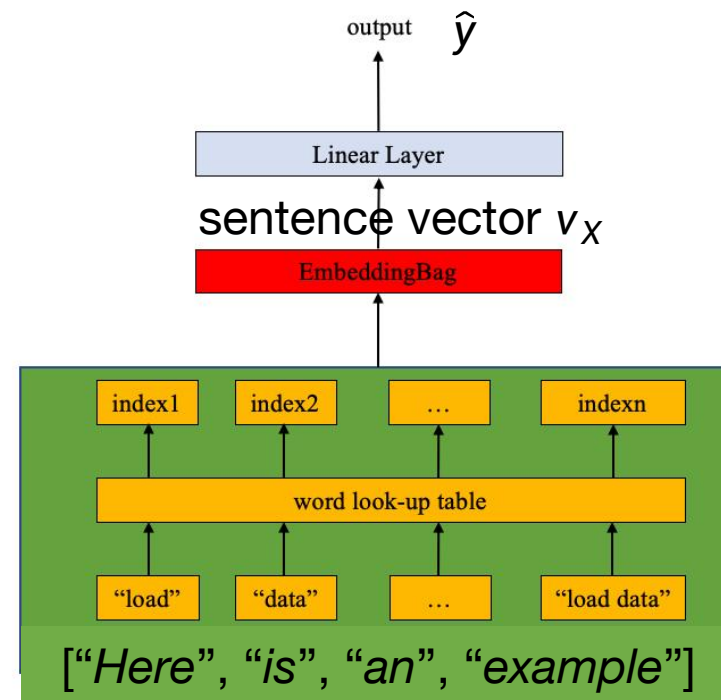 output ŷ
Linear Layer
sentence vector v_X
EmbeddingBag
index1 index2 … indexn
word look-up table
“load” “data” … “load data”
[“Here”, “is”, “an”, “example”]